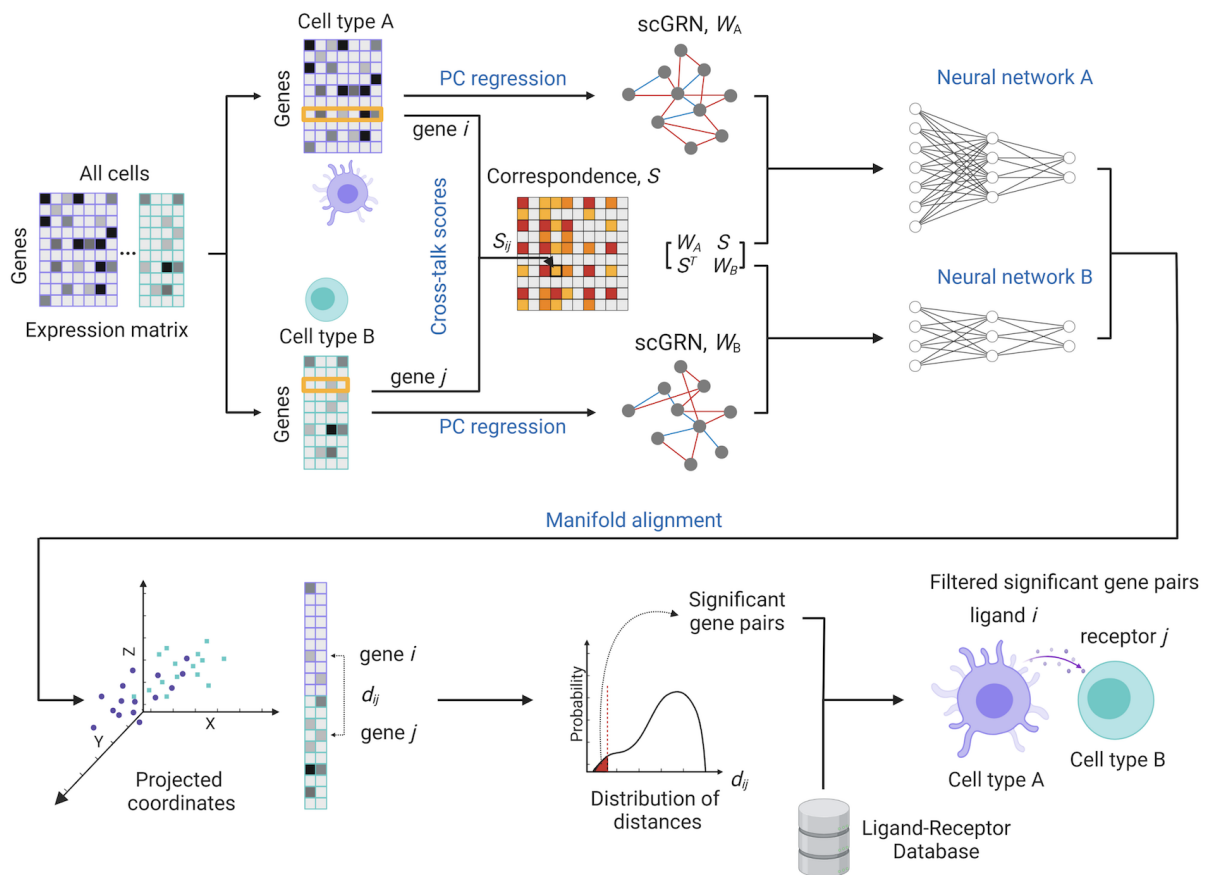 Cell type A
Genes
gene i
PC regression
scGRN, W_A
Neural network A
All cells
Genes
...
Expression matrix
Cross-talk scores
Correspondence, S
S_ij
W_A S
S^T W_B
Neural network B
Cell type B
Genes
gene j
PC regression
scGRN, W_B
Manifold alignment
Z
X
Y
Projected
coordinates
gene i
d_ij
gene j
Significant
gene pairs
Probability
d_ij
Distribution of
distances
Ligand-Receptor
Database
Filtered significant gene pairs
ligand i
receptor j
Cell type A
Cell type B